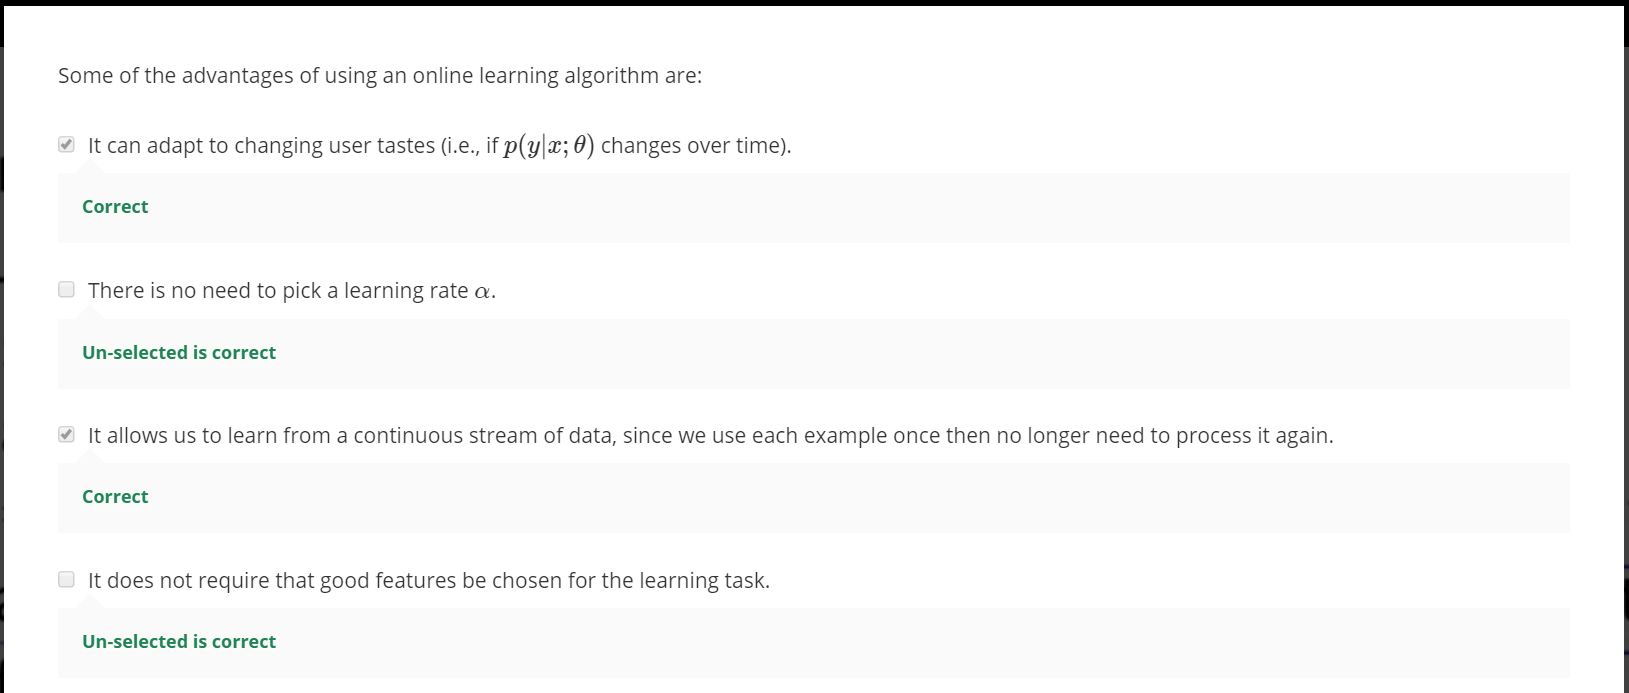 Some of the advantages of using an online learning algorithm are:
It can adapt to changing user tastes (i.e., if p(y|x; θ) changes over time).
Correct
There is no need to pick a learning rate α.
Un-selected is correct
It allows us to learn from a continuous stream of data, since we use each example once then no longer need to process it again.
Correct
It does not require that good features be chosen for the learning task.
Un-selected is correct